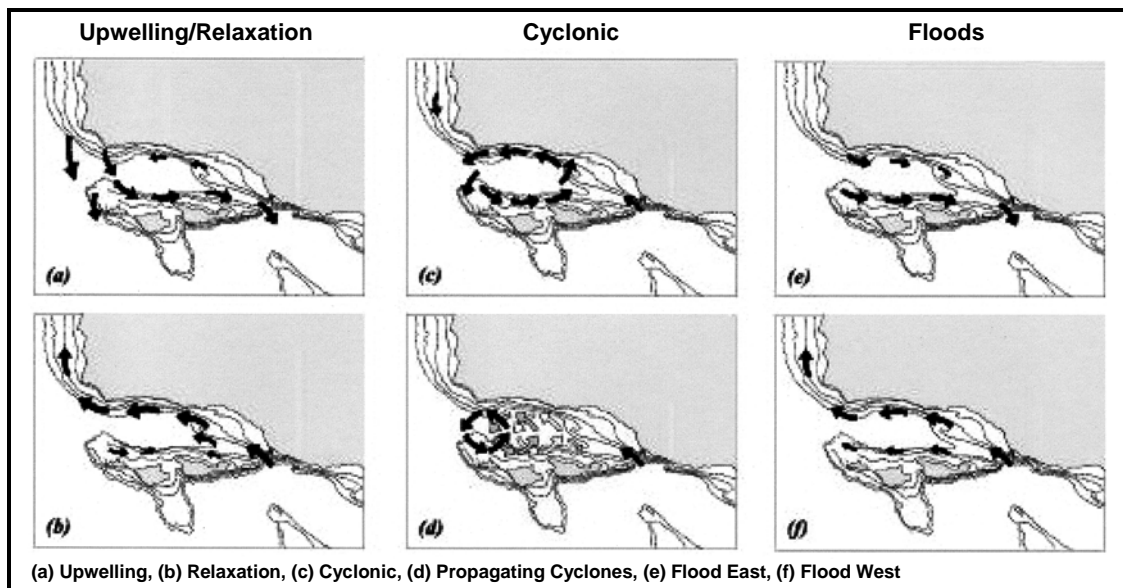 Upwelling/Relaxation Cyclonic Floods
(a) (c) (e)
(b) (d) (f)
(a) Upwelling, (b) Relaxation, (c) Cyclonic, (d) Propagating Cyclones, (e) Flood East, (f) Flood West